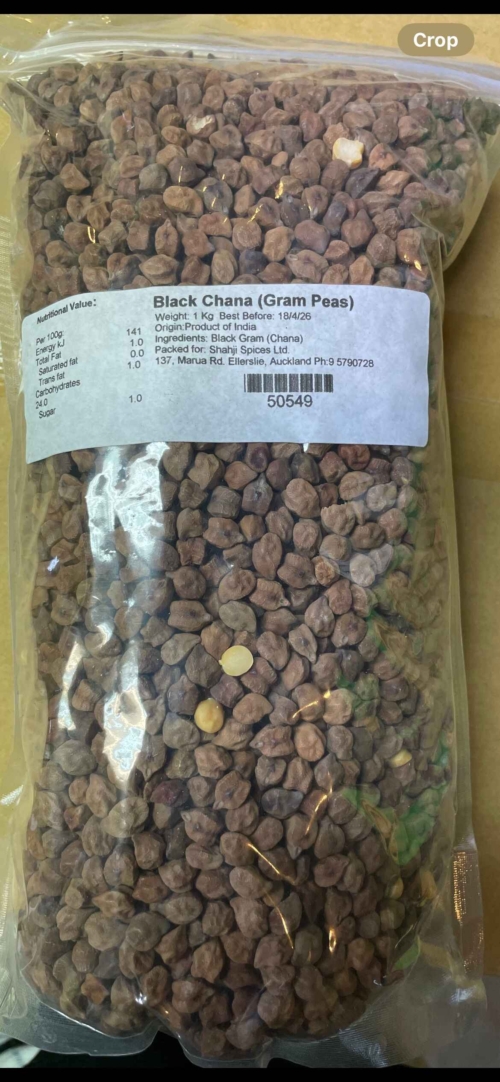 Crop
Nutritional Value:
Per 100g:
Energy kJ 141
Total Fat 1.0
Saturated fat 0.0
Trans fat 1.0
Carbohydrates
24.0
Sugar 1.0
Black Chana (Gram Peas)
Weight: 1 Kg Best Before: 18/4/26
Origin:Product of India
Ingredients: Black Gram (Chana)
Packed for: Shahji Spices Ltd.
137, Marua Rd. Ellerslie, Auckland Ph:9 5790728
50549